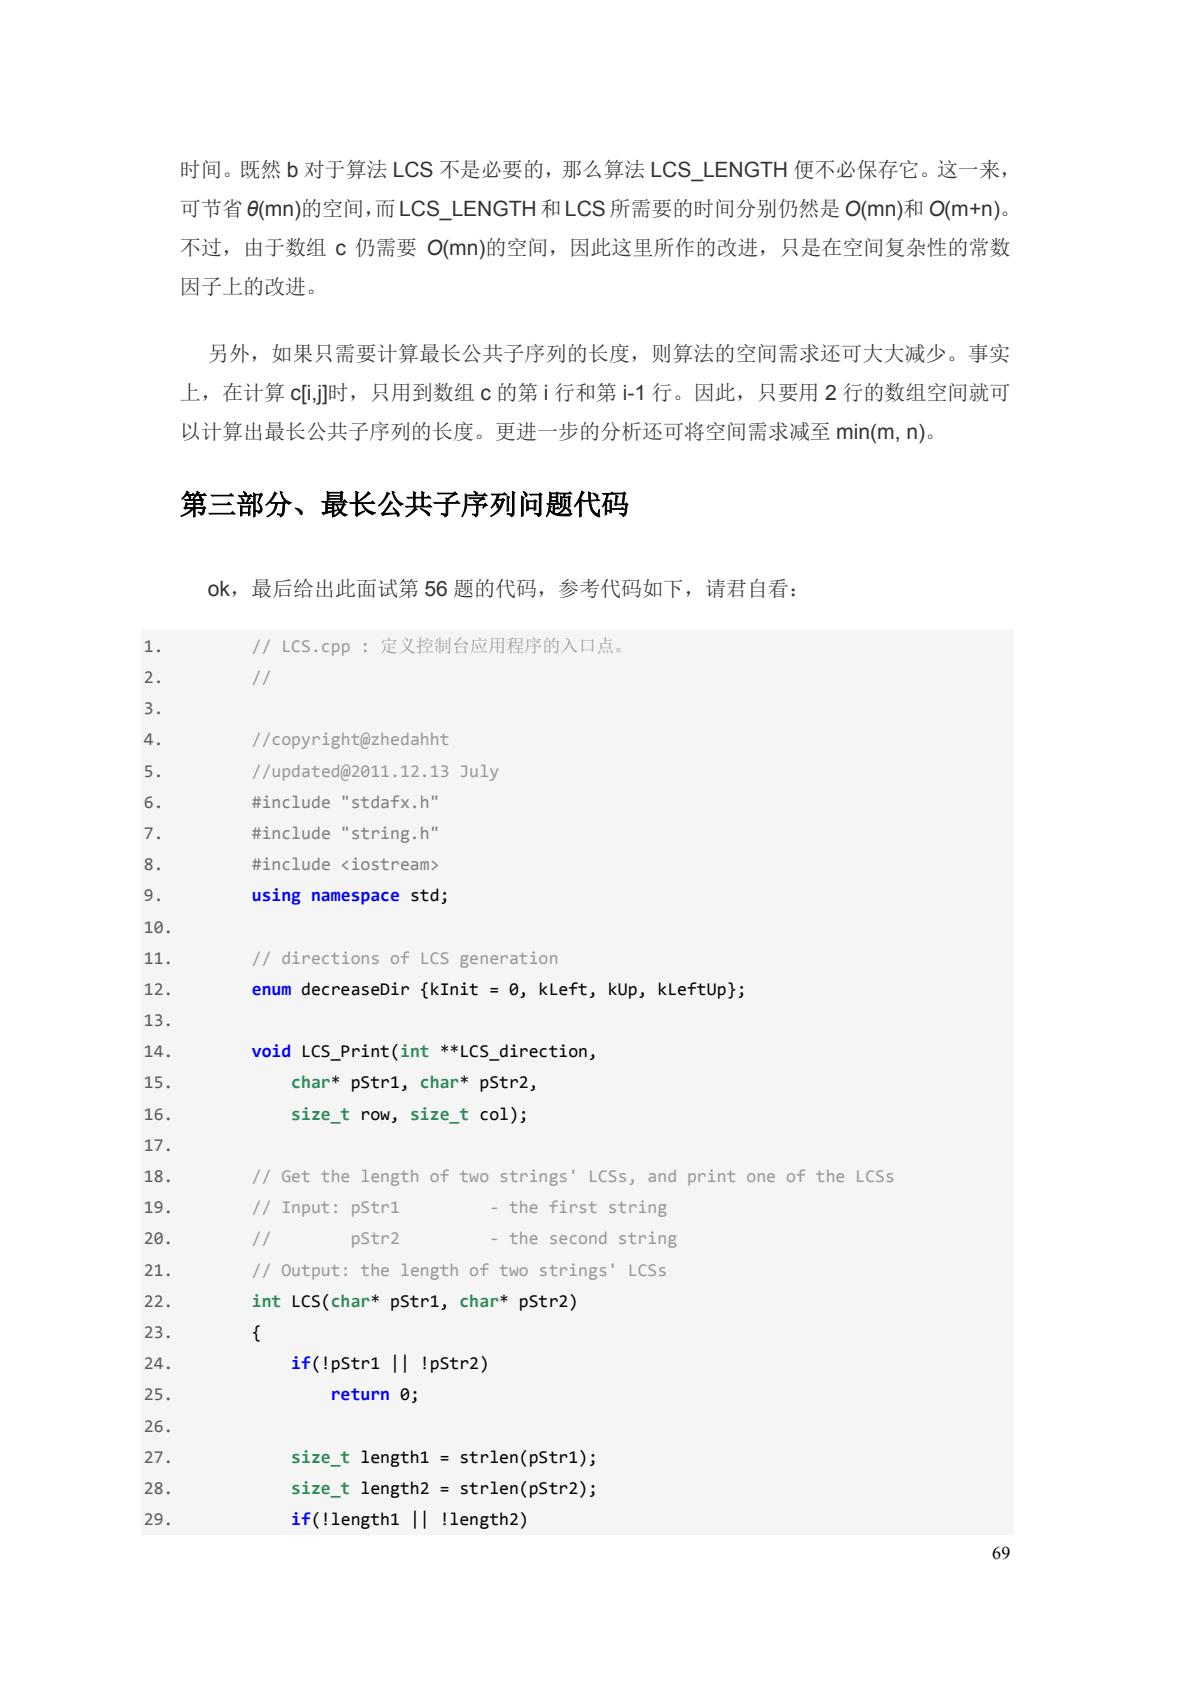 时间。既然 b 对于算法 LCS 不是必要的，那么算法 LCS_LENGTH 便不必保存它。这一来，
可节省 θ(mn)的空间，而 LCS_LENGTH 和 LCS 所需要的时间分别仍然是 O(mn)和 O(m+n)。
不过，由于数组 c 仍需要 O(mn)的空间，因此这里所作的改进，只是在空间复杂性的常数
因子上的改进。
另外，如果只需要计算最长公共子序列的长度，则算法的空间需求还可大大减少。事实
上，在计算 c[i,j]时，只用到数组 c 的第 i 行和第 i-1 行。因此，只要用 2 行的数组空间就可
以计算出最长公共子序列的长度。更进一步的分析还可将空间需求减至 min(m, n)。
第三部分、最长公共子序列问题代码
ok，最后给出此面试第 56 题的代码，参考代码如下，请君自看：
1. // LCS.cpp : 定义控制台应用程序的入口点。
2. //
3.
4. //copyright@zhedahht
5. //updated@2011.12.13 July
6. #include "stdafx.h"
7. #include "string.h"
8. #include <iostream>
9. using namespace std;
10.
11. // directions of LCS generation
12. enum decreaseDir {kInit = 0, kLeft, kUp, kLeftUp};
13.
14. void LCS_Print(int **LCS_direction,
15.     char* pStr1, char* pStr2,
16.     size_t row, size_t col);
17.
18. // Get the length of two strings' LCSs, and print one of the LCSs
19. // Input: pStr1         - the first string
20. //        pStr2         - the second string
21. // Output: the length of two strings' LCSs
22. int LCS(char* pStr1, char* pStr2)
23. {
24.     if(!pStr1 || !pStr2)
25.         return 0;
26.
27.     size_t length1 = strlen(pStr1);
28.     size_t length2 = strlen(pStr2);
29.     if(!length1 || !length2)
69